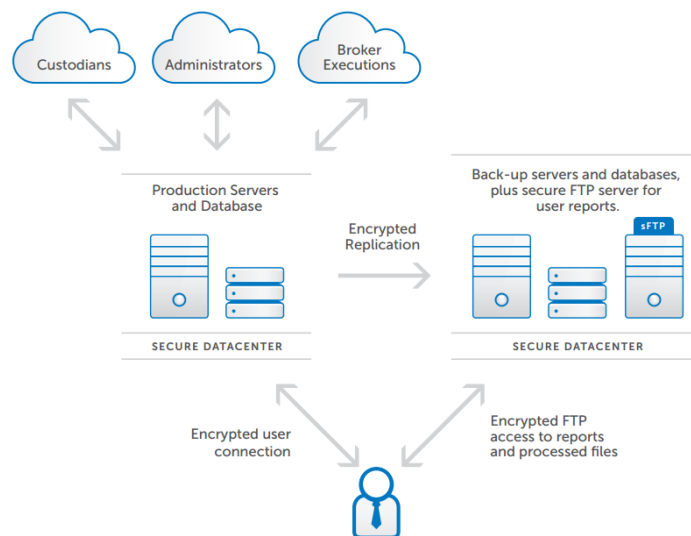 Custodians
Administrators
Broker
Executions
Production Servers
and Database
Back-up servers and databases,
plus secure FTP server for
user reports.
sFTP
Encrypted
Replication
SECURE DATACENTER
SECURE DATACENTER
Encrypted user
connection
Encrypted FTP
access to reports
and processed files